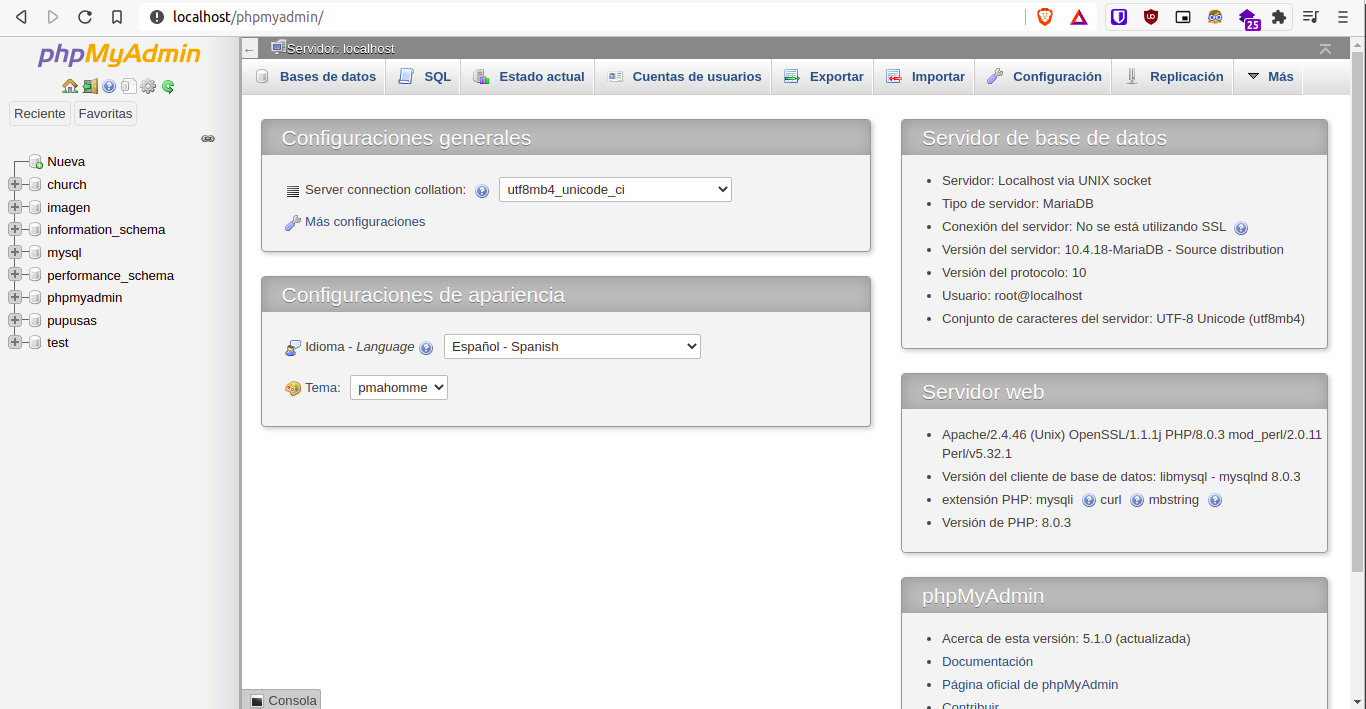 localhost/phpmyadmin/
25
phpMyAdmin
Reciente
Favoritas
Nueva
church
imagen
information_schema
mysql
performance_schema
phpmyadmin
pupusas
test
Servidor: localhost
Bases de datos
SQL
Estado actual
Cuentas de usuarios
Exportar
Importar
Configuración
Replicación
Más
Configuraciones generales
Server connection collation:
utf8mb4_unicode_ci
Más configuraciones
Configuraciones de apariencia
Idioma - Language
Español - Spanish
Tema:
pmahomme
Servidor de base de datos
Servidor: Localhost via UNIX socket
Tipo de servidor: MariaDB
Conexión del servidor: No se está utilizando SSL
Versión del servidor: 10.4.18-MariaDB - Source distribution
Versión del protocolo: 10
Usuario: root@localhost
Conjunto de caracteres del servidor: UTF-8 Unicode (utf8mb4)
Servidor web
Apache/2.4.46 (Unix) OpenSSL/1.1.1j PHP/8.0.3 mod_perl/2.0.11
Perl/v5.32.1
Versión del cliente de base de datos: libmysql - mysqlnd 8.0.3
extensión PHP: mysqli curl mbstring
Versión de PHP: 8.0.3
phpMyAdmin
Acerca de esta versión: 5.1.0 (actualizada)
Documentación
Página oficial de phpMyAdmin
Contribuir
Consola